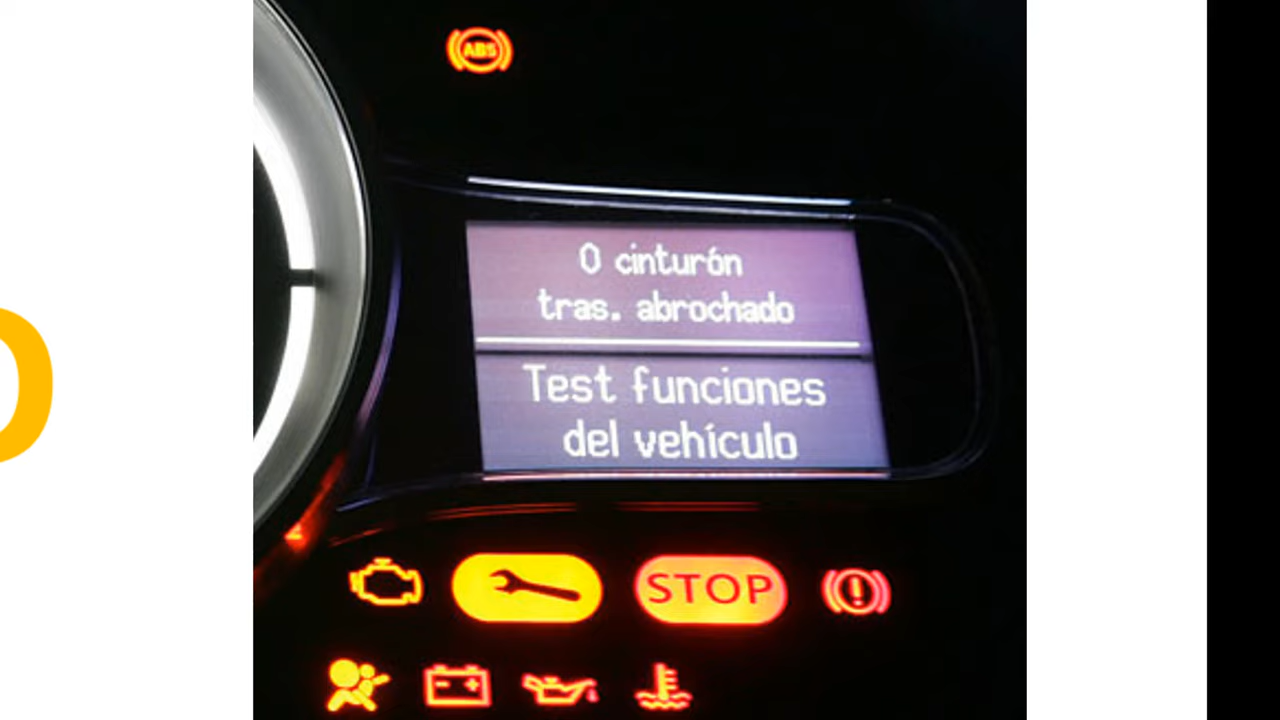 ABS
0 cinturón
tras. abrochado
Test funciones
del vehículo
STOP